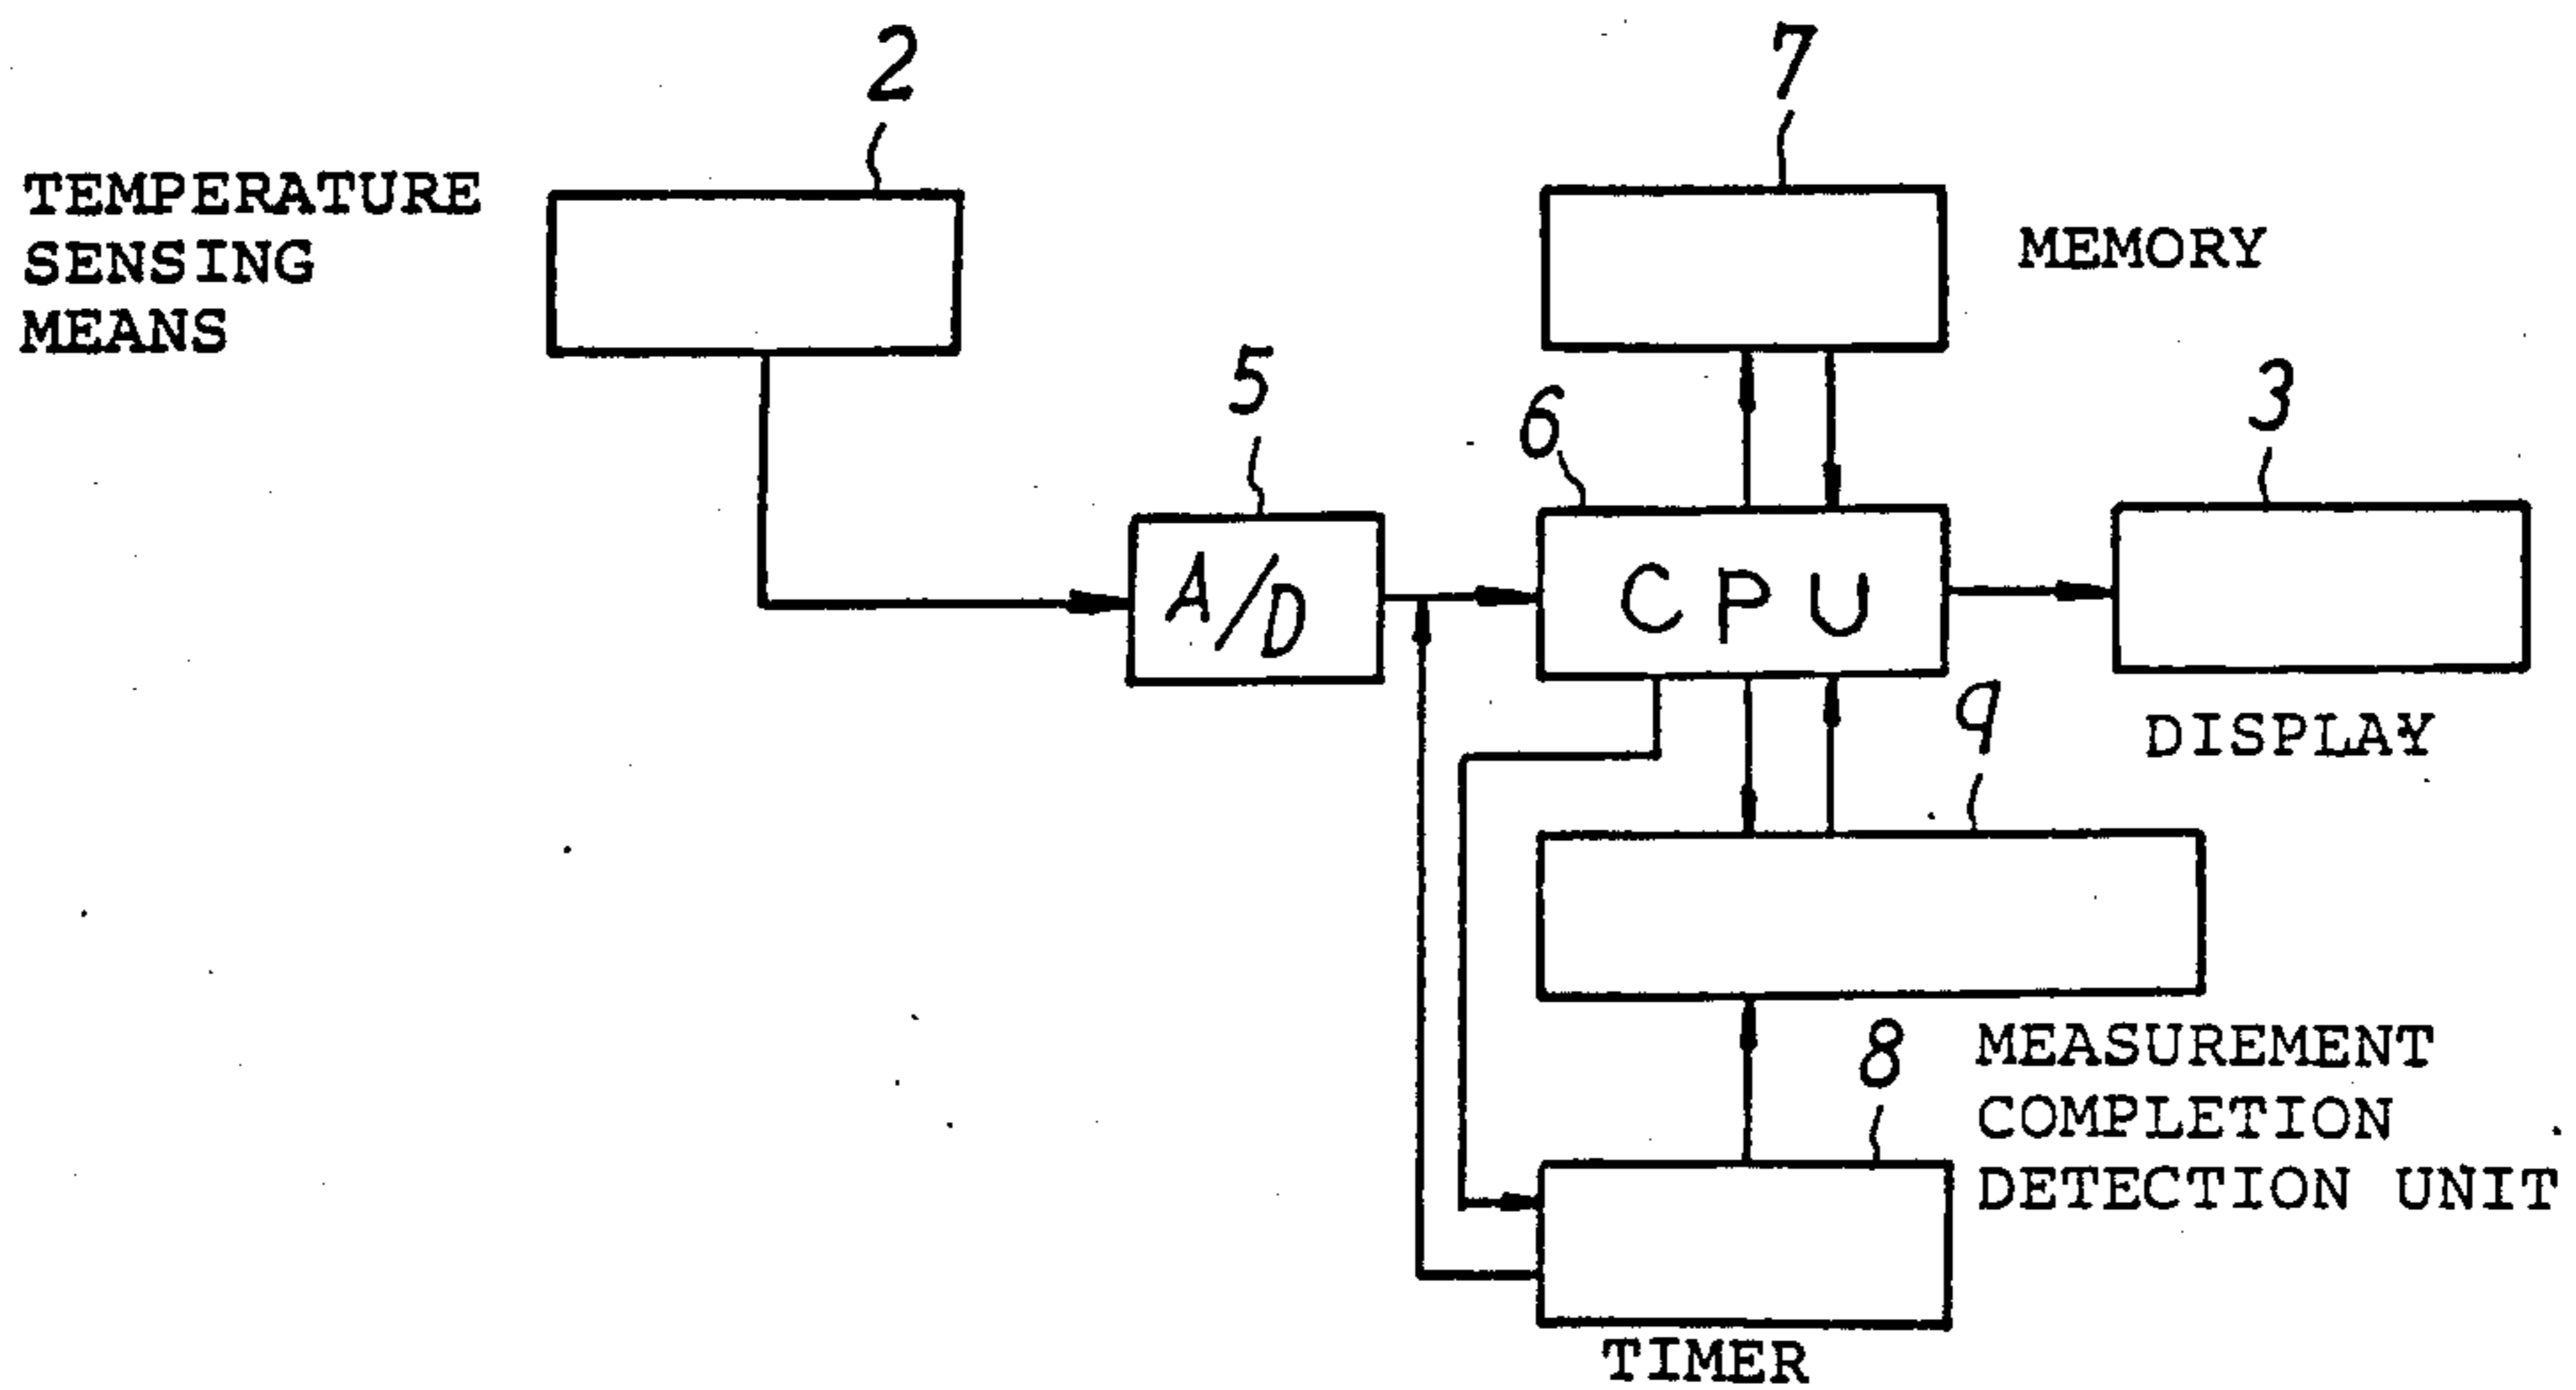 2
7
TEMPERATURE
SENSING
MEANS
MEMORY
5
6
3
A/D
CPU
DISPLAY
9
MEASUREMENT
COMPLETION
DETECTION UNIT
8
TIMER